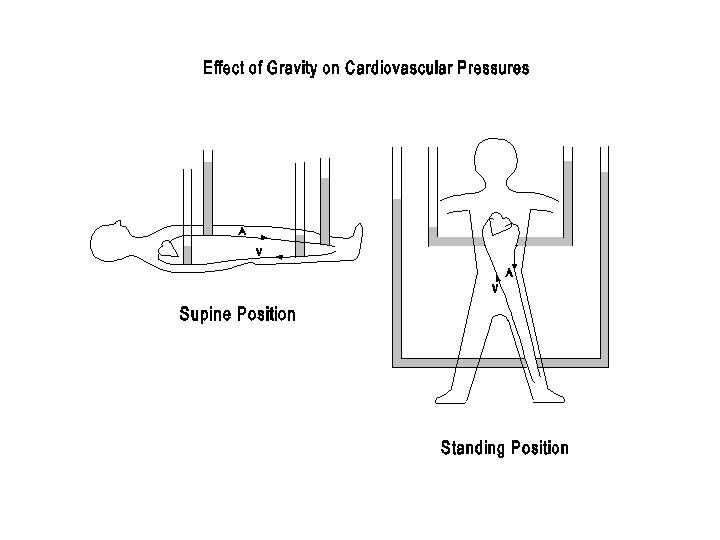 Effect of Gravity on Cardiovascular Pressures
A
V
Supine Position
A
V
Standing Position